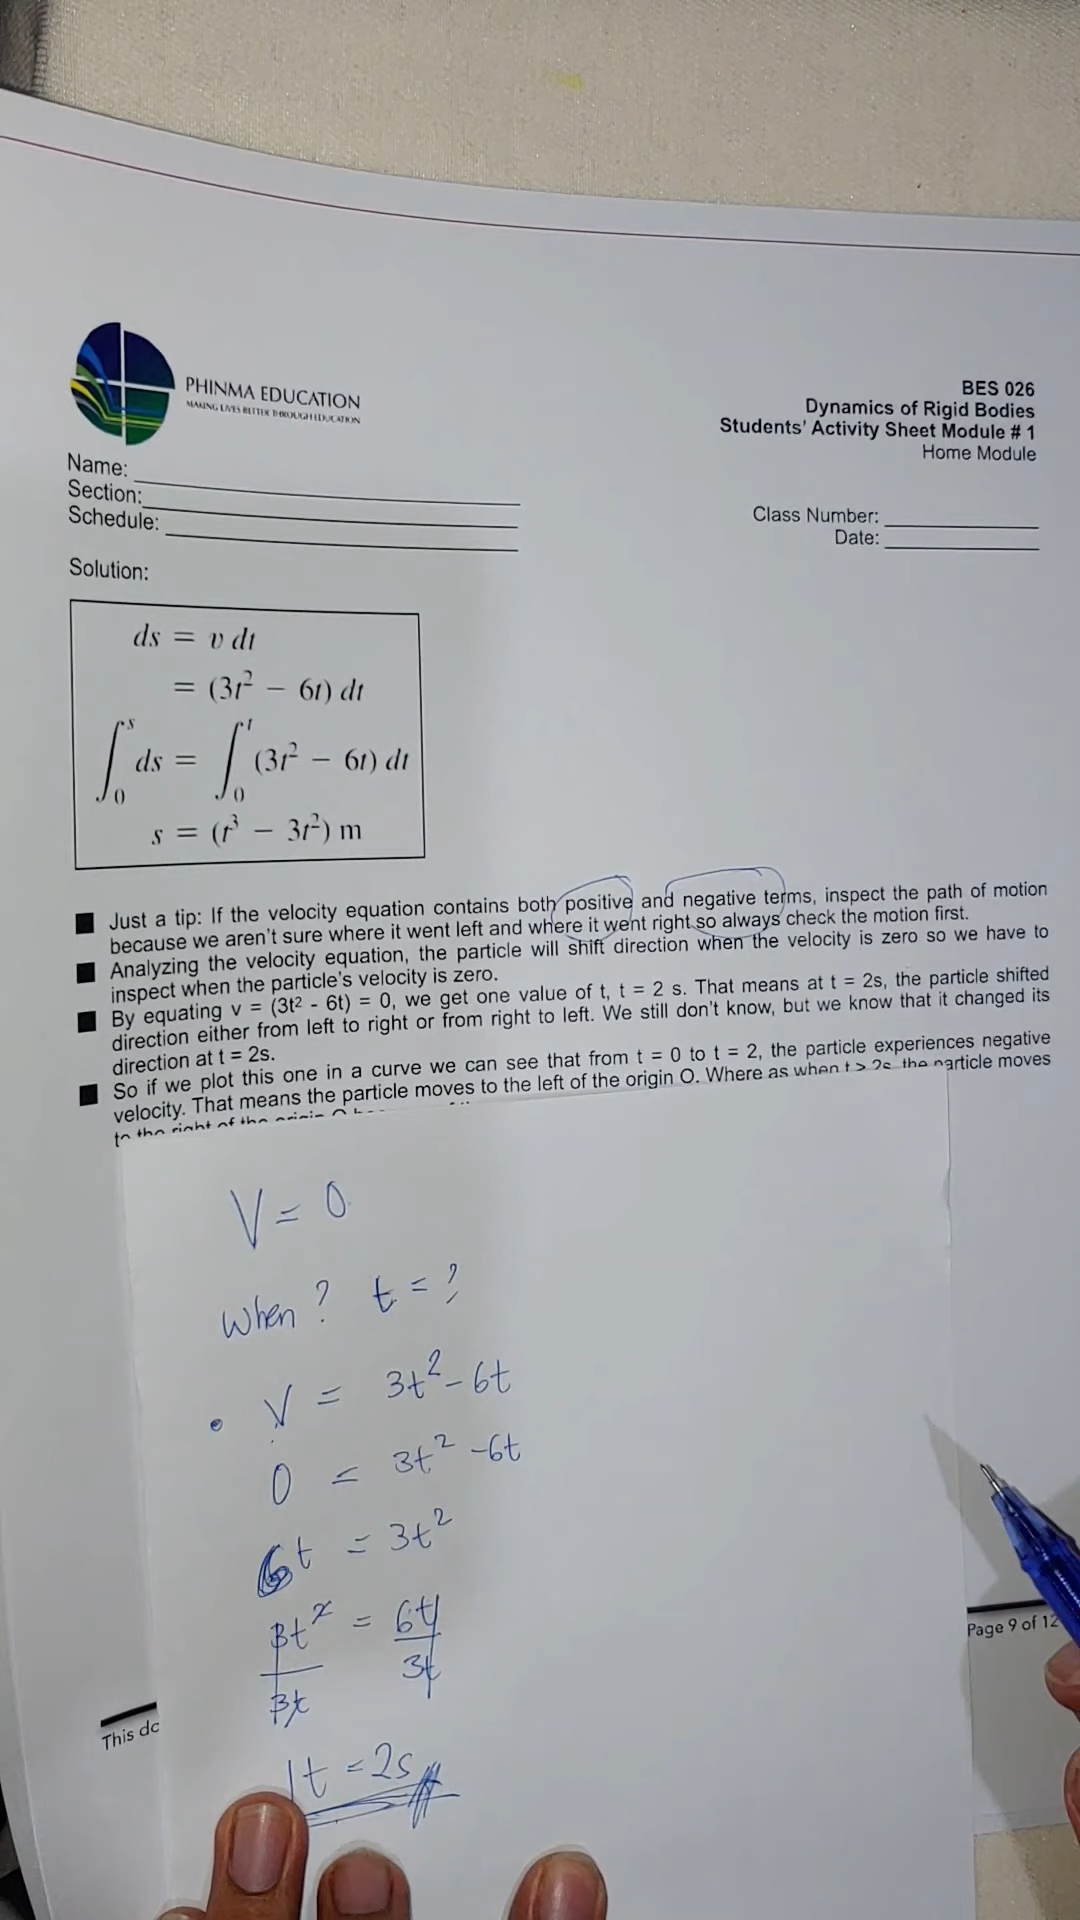 PHINMA EDUCATION
MAKING LIVES BETTER THROUGH EDUCATION
BES 026
Dynamics of Rigid Bodies
Students' Activity Sheet Module # 1
Home Module
Name:
Section:
Schedule:
Class Number:
Date:
Solution:
ds = v dt
= (3t² − 6t) dt
∫₀ˢ ds = ∫₀ᵗ (3t² − 6t) dt
s = (t³ − 3t²) m
Just a tip: If the velocity equation contains both positive and negative terms, inspect the path of motion
because we aren't sure where it went left and where it went right so always check the motion first.
Analyzing the velocity equation, the particle will shift direction when the velocity is zero so we have to
inspect when the particle's velocity is zero.
By equating v = (3t2 - 6t) = 0, we get one value of t, t = 2 s. That means at t = 2s, the particle shifted
direction either from left to right or from right to left. We still don't know, but we know that it changed its
direction at t = 2s.
So if we plot this one in a curve we can see that from t = 0 to t = 2, the particle experiences negative
velocity. That means the particle moves to the left of the origin O. Where as when t > 2s, the particle moves
to the right of the origin O
V = 0
When? t = ?
V = 3t² - 6t
0 = 3t² - 6t
6t = 3t²
3t² = 6t
3t 3t
t = 2s
Page 9 of 12
This do